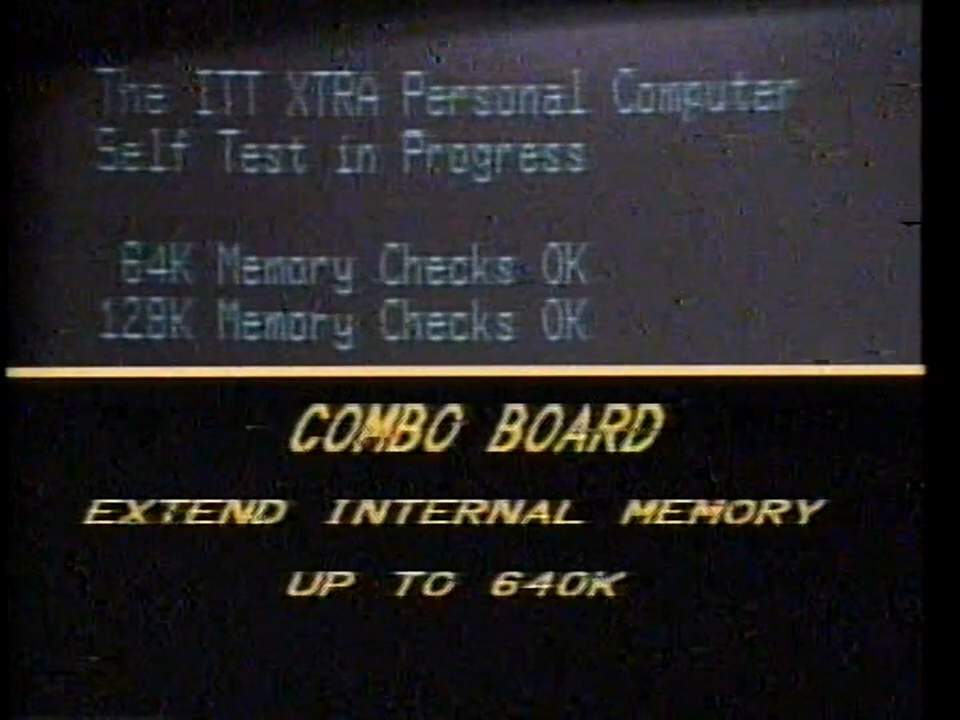 The ITT XTRA Personal Computer
Self Test in Progress
64K Memory Checks OK
128K Memory Checks OK
COMBO BOARD
EXTEND INTERNAL MEMORY
UP TO 640K